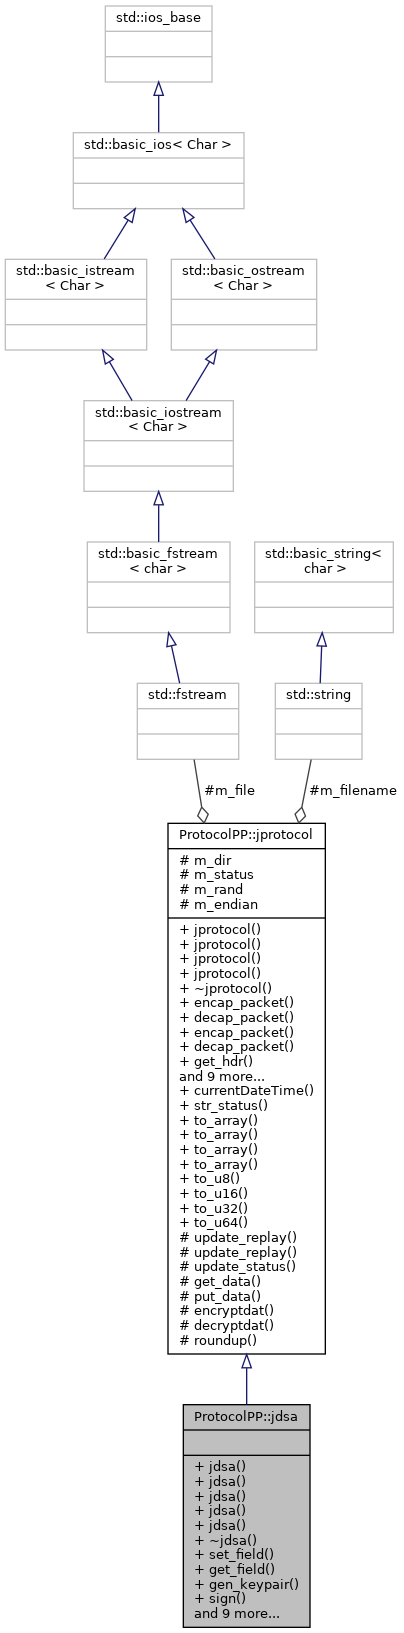 std::ios_base
std::basic_ios< Char >
std::basic_istream
< Char >
std::basic_ostream
< Char >
std::basic_iostream
< Char >
std::basic_fstream
< char >
std::basic_string<
char >
std::fstream
std::string
#m_file
#m_filename
ProtocolPP::jprotocol
# m_dir
# m_status
# m_rand
# m_endian
+ jprotocol()
+ jprotocol()
+ jprotocol()
+ jprotocol()
+ ~jprotocol()
+ encap_packet()
+ decap_packet()
+ encap_packet()
+ decap_packet()
+ get_hdr()
and 9 more...
+ currentDateTime()
+ str_status()
+ to_array()
+ to_array()
+ to_array()
+ to_array()
+ to_u8()
+ to_u16()
+ to_u32()
+ to_u64()
# update_replay()
# update_replay()
# update_status()
# get_data()
# put_data()
# encryptdat()
# decryptdat()
# roundup()
ProtocolPP::jdsa
+ jdsa()
+ jdsa()
+ jdsa()
+ jdsa()
+ jdsa()
+ ~jdsa()
+ set_field()
+ get_field()
+ gen_keypair()
+ sign()
and 9 more...